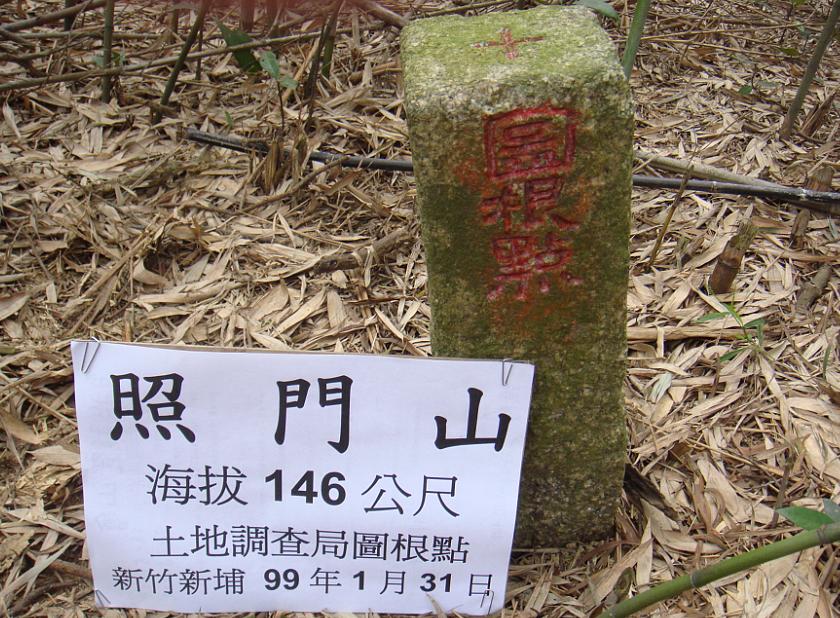 圖根點
照門山
海拔 146 公尺
土地調查局圖根點
新竹新埔 99 年 1 月 31 日